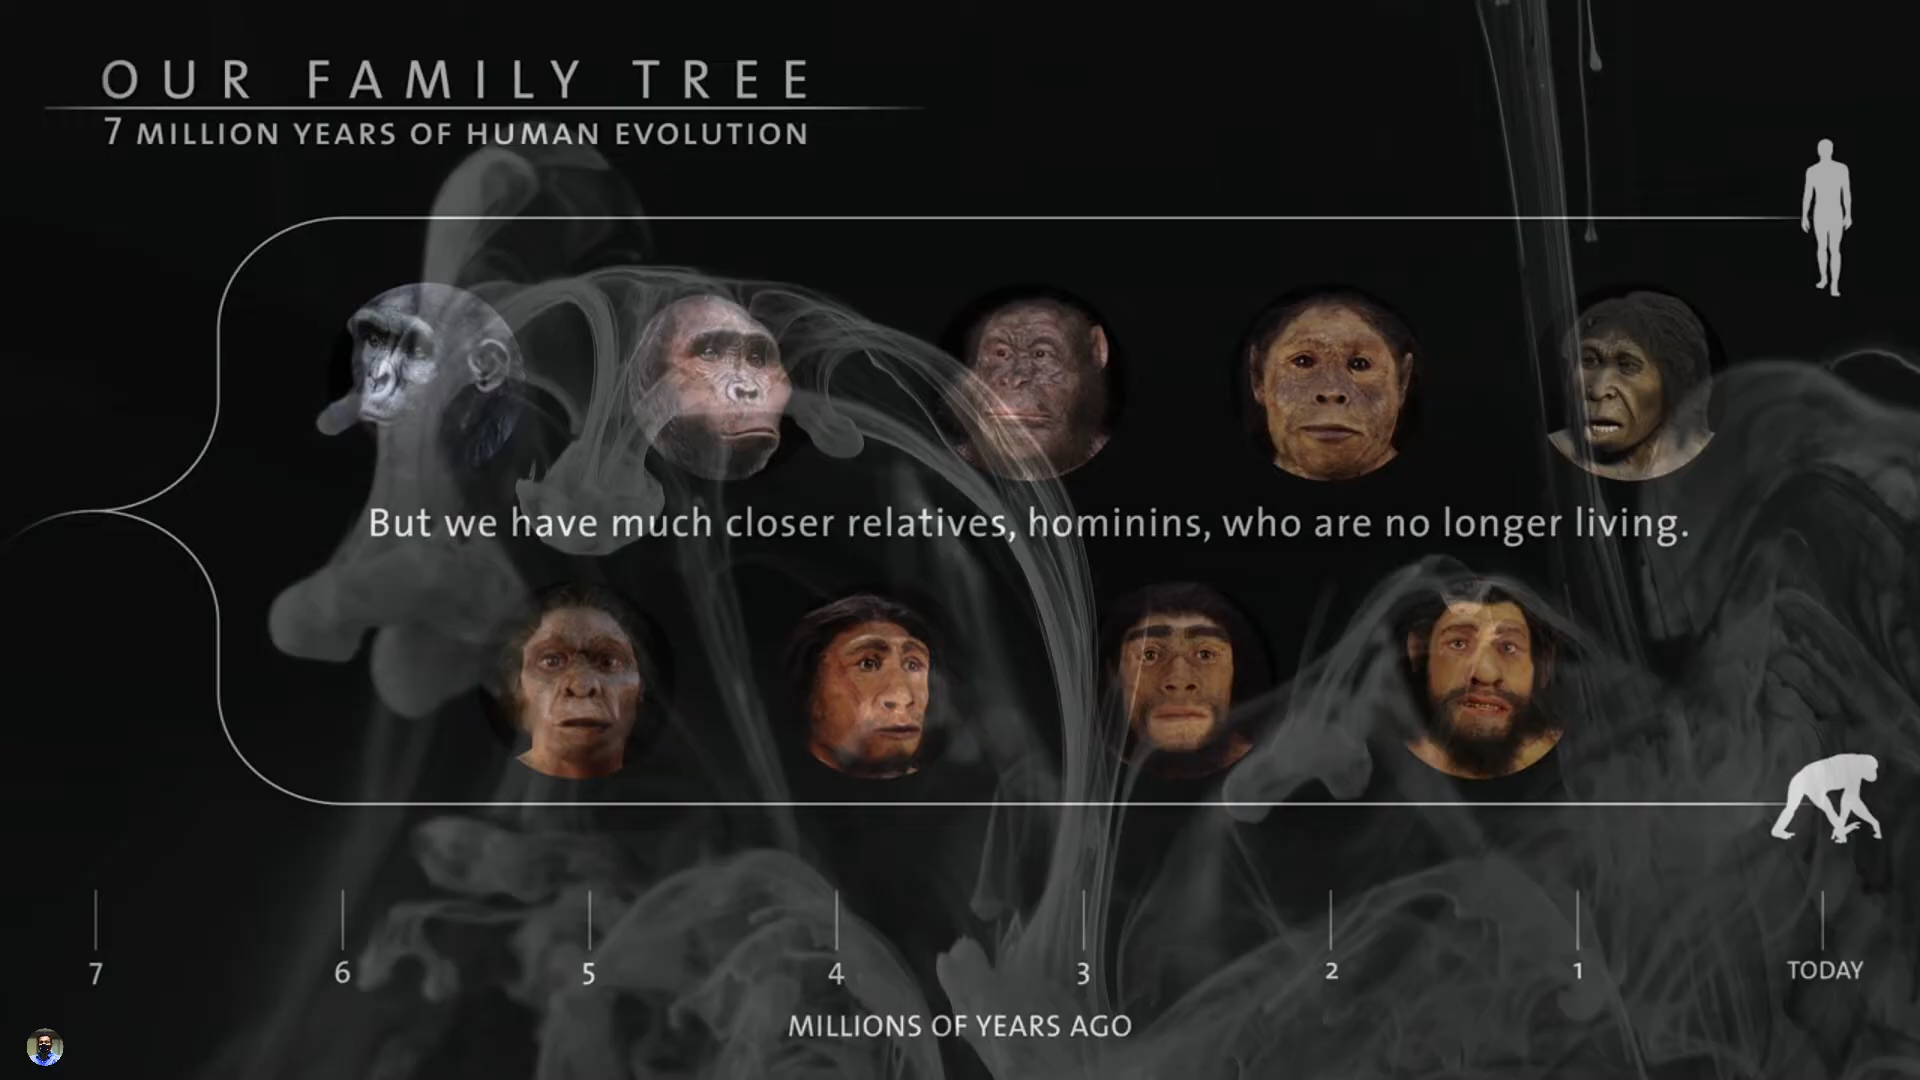 OUR FAMILY TREE
7 MILLION YEARS OF HUMAN EVOLUTION
But we have much closer relatives, hominins, who are no longer living.
7 6 5 4 3 2 1 TODAY
MILLIONS OF YEARS AGO